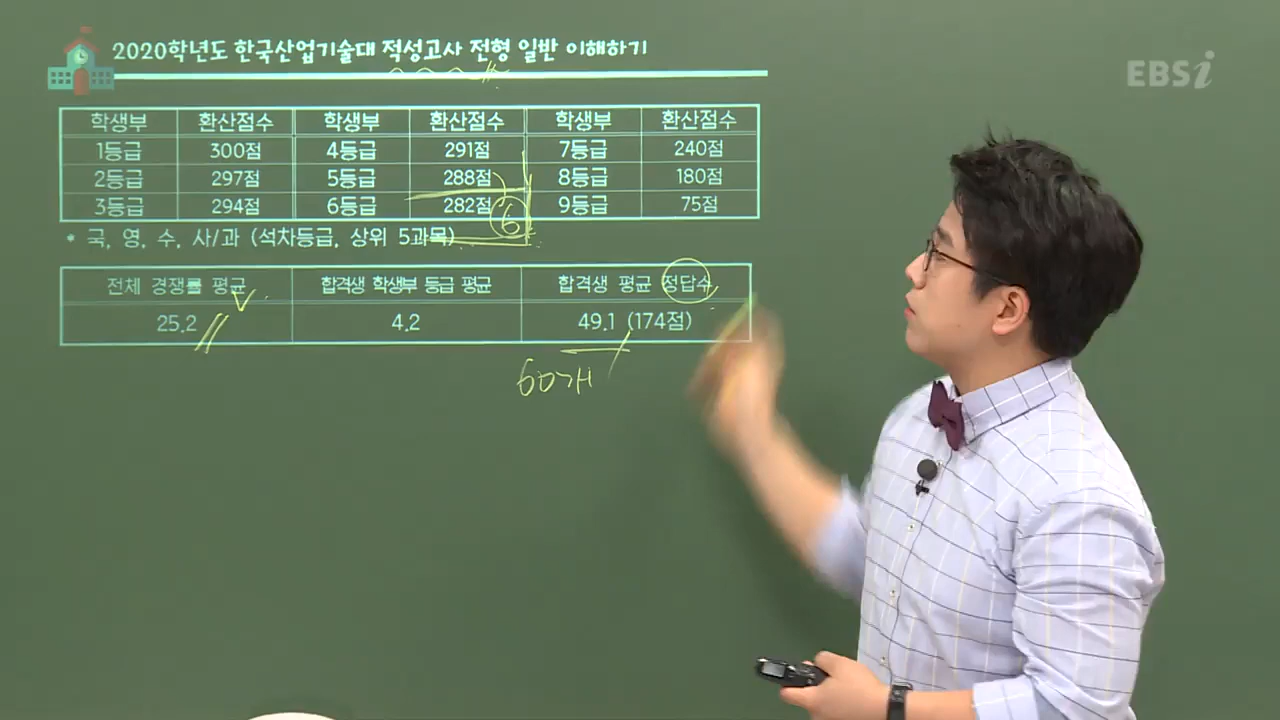 2020학년도 한국산업기술대 적성고사 전형 일반 이해하기
EBSi
학생부 환산점수 학생부 환산점수 학생부 환산점수
1등급 300점 4등급 291점 7등급 240점
2등급 297점 5등급 288점 8등급 180점
3등급 294점 6등급 282점 9등급 75점
6
* 국, 영, 수, 사/과 (석차등급, 상위 5과목)
전체 경쟁률 평균 합격생 학생부 등급 평균 합격생 평균 정답수
25.2 4.2 49.1 (174점)
60개